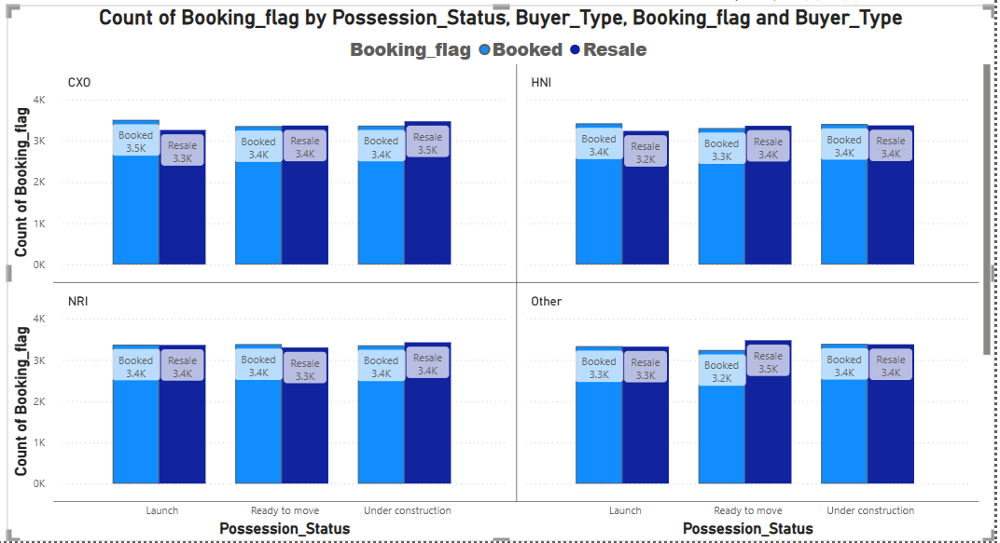 Count of Booking_flag by Possession_Status, Buyer_Type, Booking_flag and Buyer_Type
Booking_flag Booked Resale
CXO
HNI
Count of Booking_flag
4K
3K
2K
1K
0K
Booked 3.5K
Resale 3.3K
Booked 3.4K
Resale 3.4K
Booked 3.4K
Resale 3.5K
Booked 3.4K
Resale 3.2K
Booked 3.3K
Resale 3.4K
Booked 3.4K
Resale 3.4K
NRI
Other
Count of Booking_flag
4K
3K
2K
1K
0K
Booked 3.4K
Resale 3.4K
Booked 3.4K
Resale 3.3K
Booked 3.4K
Resale 3.4K
Booked 3.3K
Resale 3.3K
Booked 3.2K
Resale 3.5K
Booked 3.4K
Resale 3.4K
Launch Ready to move Under construction
Launch Ready to move Under construction
Possession_Status
Possession_Status